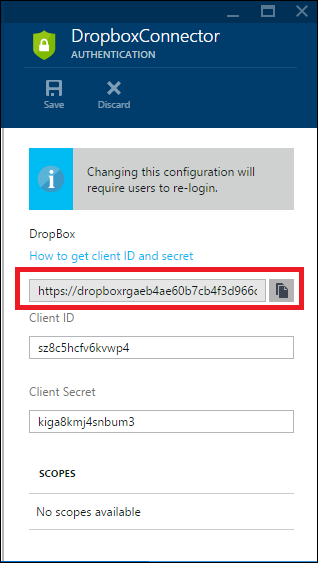 DropboxConnector
AUTHENTICATION
Save
Discard
Changing this configuration will
require users to re-login.
DropBox
How to get client ID and secret
https://dropboxrgaeb4ae60b7cb4f3d966c
Client ID
sz8c5hcfv6kvwp4
Client Secret
kiga8kmj4snbum3
SCOPES
No scopes available